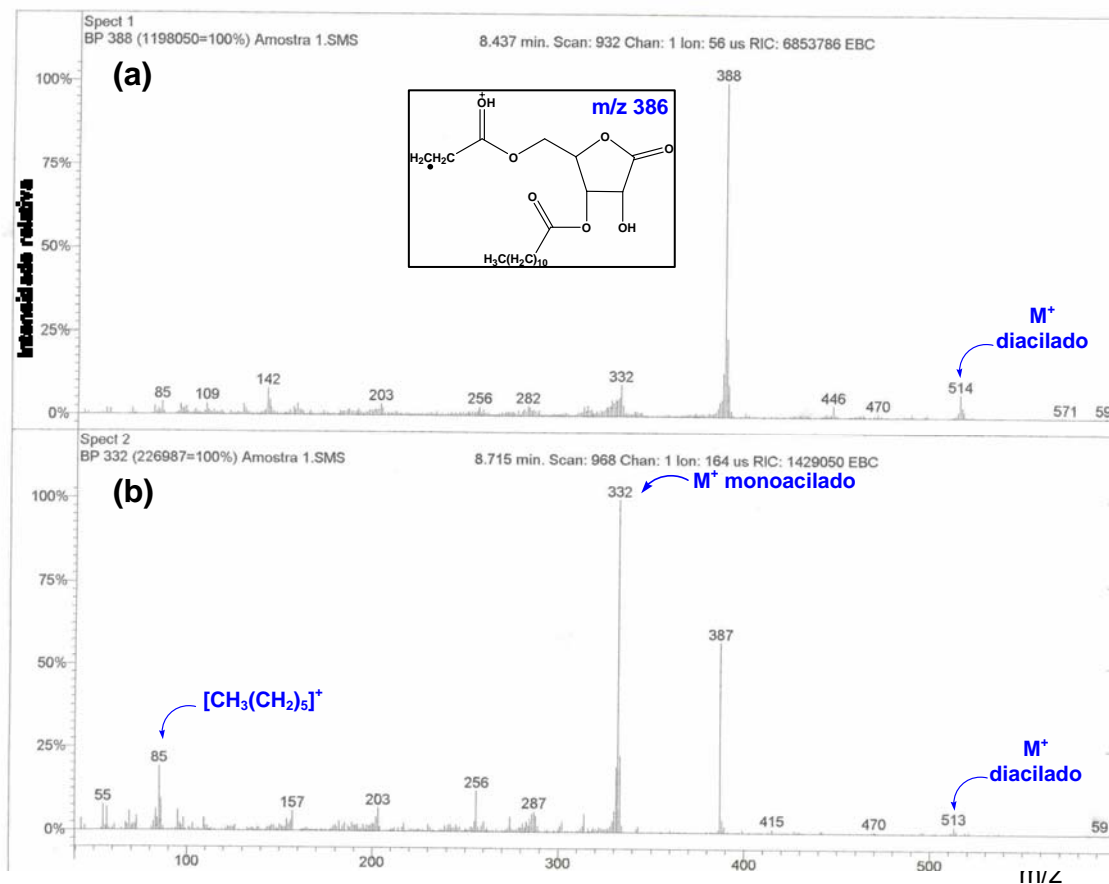 Spect 1
BP 388 (1198050=100%) Amostra 1.SMS
8.437 min. Scan: 932 Chan: 1 Ion: 56 us RIC: 6853786 EBC
(a)
100%
75%
50%
25%
0%
Intensidade relativa
388
m/z 386
+
OH
H₂CH₂C
•
O
O
O
O
O
OH
H₃C(H₂C)₁₀
M⁺
diacilado
85
109
142
203
256
282
332
446
470
514
571
59
Spect 2
BP 332 (226987=100%) Amostra 1.SMS
8.715 min. Scan: 968 Chan: 1 Ion: 164 us RIC: 1429050 EBC
(b)
100%
75%
50%
25%
0%
332
M⁺ monoacilado
387
[CH₃(CH₂)₅]⁺
M⁺
diacilado
55
85
157
203
256
287
415
470
513
59
100
200
300
400
500
m/z